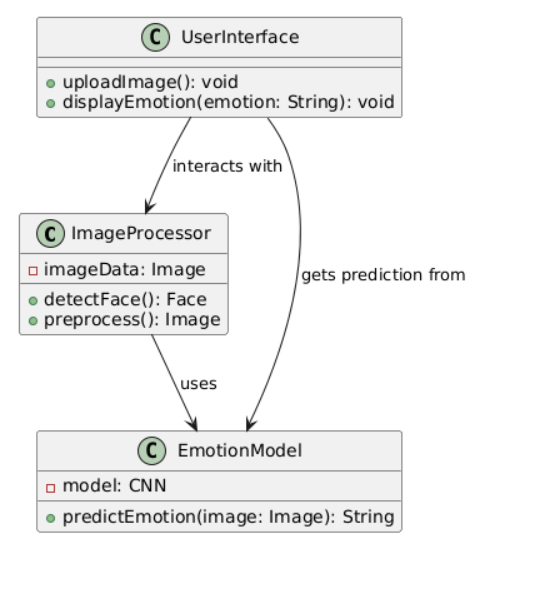 C UserInterface
uploadImage(): void
displayEmotion(emotion: String): void
interacts with
C ImageProcessor
imageData: Image
gets prediction from
detectFace(): Face
preprocess(): Image
uses
C EmotionModel
model: CNN
predictEmotion(image: Image): String